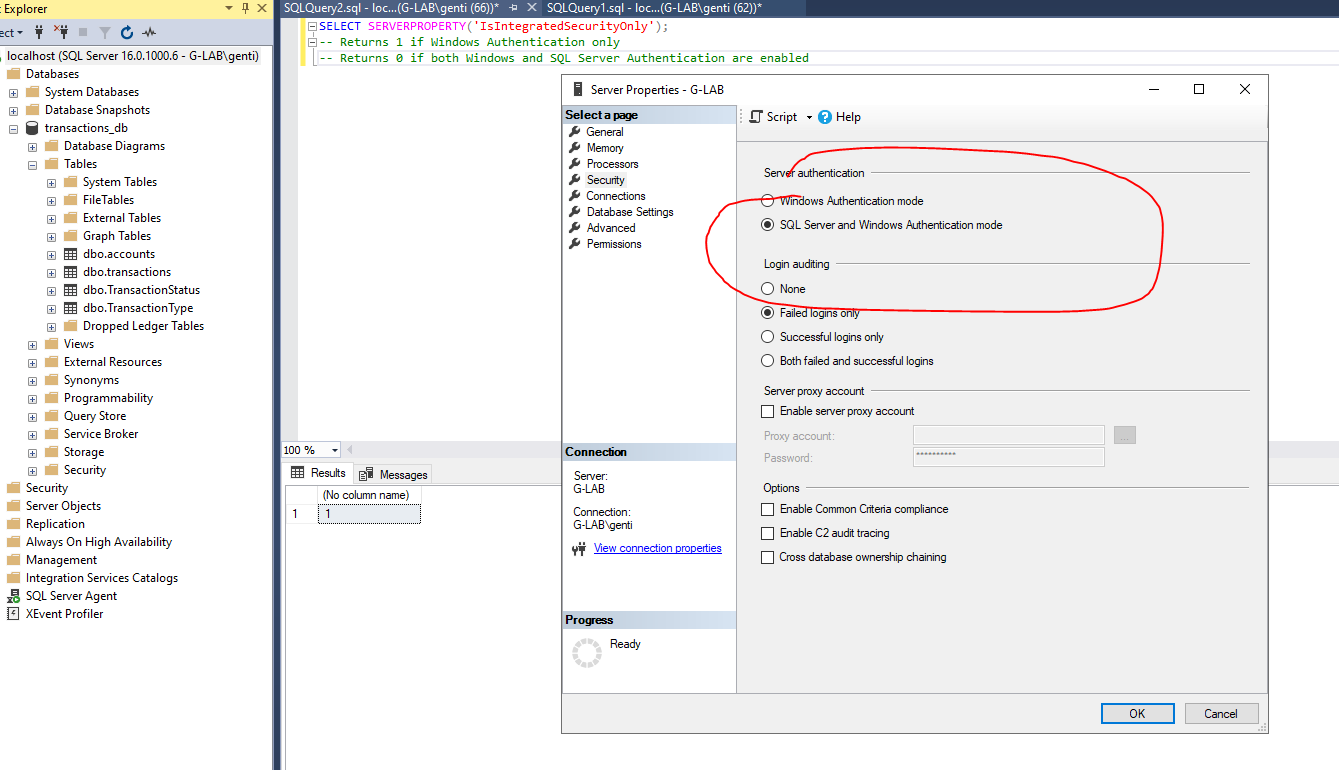 Explorer
SQLQuery2.sql - loc...(G-LAB\genti (66))*
SQLQuery1.sql - loc...(G-LAB\genti (62))*
ect
localhost (SQL Server 16.0.1000.6 - G-LAB\genti)
Databases
System Databases
Database Snapshots
transactions_db
Database Diagrams
Tables
System Tables
FileTables
External Tables
Graph Tables
dbo.accounts
dbo.transactions
dbo.TransactionStatus
dbo.TransactionType
Dropped Ledger Tables
Views
External Resources
Synonyms
Programmability
Query Store
Service Broker
Storage
Security
Security
Server Objects
Replication
Always On High Availability
Management
Integration Services Catalogs
SQL Server Agent
XEvent Profiler
SELECT SERVERPROPERTY('IsIntegratedSecurityOnly');
-- Returns 1 if Windows Authentication only
-- Returns 0 if both Windows and SQL Server Authentication are enabled
100 %
Results
Messages
(No column name)
1
1
Server Properties - G-LAB
Select a page
General
Memory
Processors
Security
Connections
Database Settings
Advanced
Permissions
Connection
Server:
G-LAB
Connection:
G-LAB\genti
View connection properties
Progress
Ready
Script
Help
Server authentication
Windows Authentication mode
SQL Server and Windows Authentication mode
Login auditing
None
Failed logins only
Successful logins only
Both failed and successful logins
Server proxy account
Enable server proxy account
Proxy account:
...
Password:
**********
Options
Enable Common Criteria compliance
Enable C2 audit tracing
Cross database ownership chaining
OK
Cancel